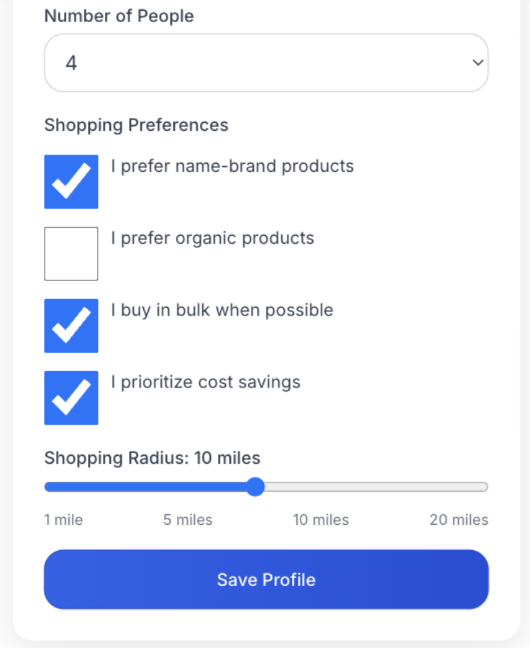 Number of People
4
Shopping Preferences
I prefer name-brand products
I prefer organic products
I buy in bulk when possible
I prioritize cost savings
Shopping Radius: 10 miles
1 mile 5 miles 10 miles 20 miles
Save Profile